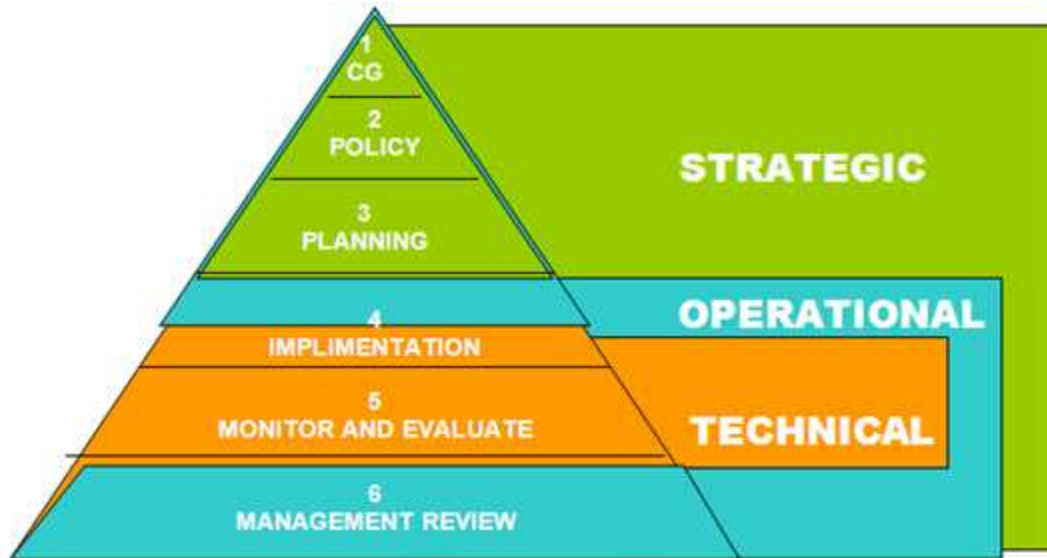 1
CG
2
POLICY
3
PLANNING
4
IMPLIMENTATION
5
MONITOR AND EVALUATE
6
MANAGEMENT REVIEW
STRATEGIC
OPERATIONAL
TECHNICAL